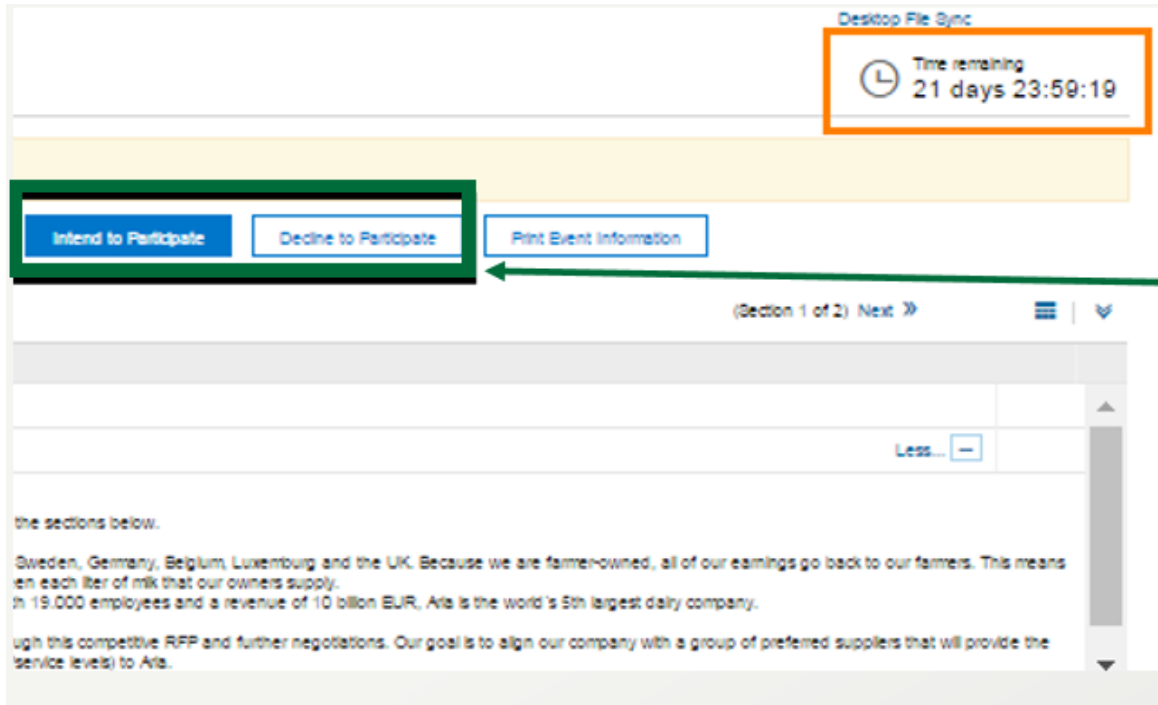 Desktop File Sync
Time remaining
21 days 23:59:19
Intend to Participate
Decline to Participate
Print Event Information
(Section 1 of 2) Next »
Less...
the sections below.
Sweden, Germany, Belgium, Luxemburg and the UK. Because we are farmer-owned, all of our earnings go back to our farmers. This means
en each liter of milk that our owners supply.
h 19.000 employees and a revenue of 10 billion EUR, Arla is the world's 5th largest dairy company.
ugh this competitive RFP and further negotiations. Our goal is to align our company with a group of preferred suppliers that will provide the
/service levels) to Arla.